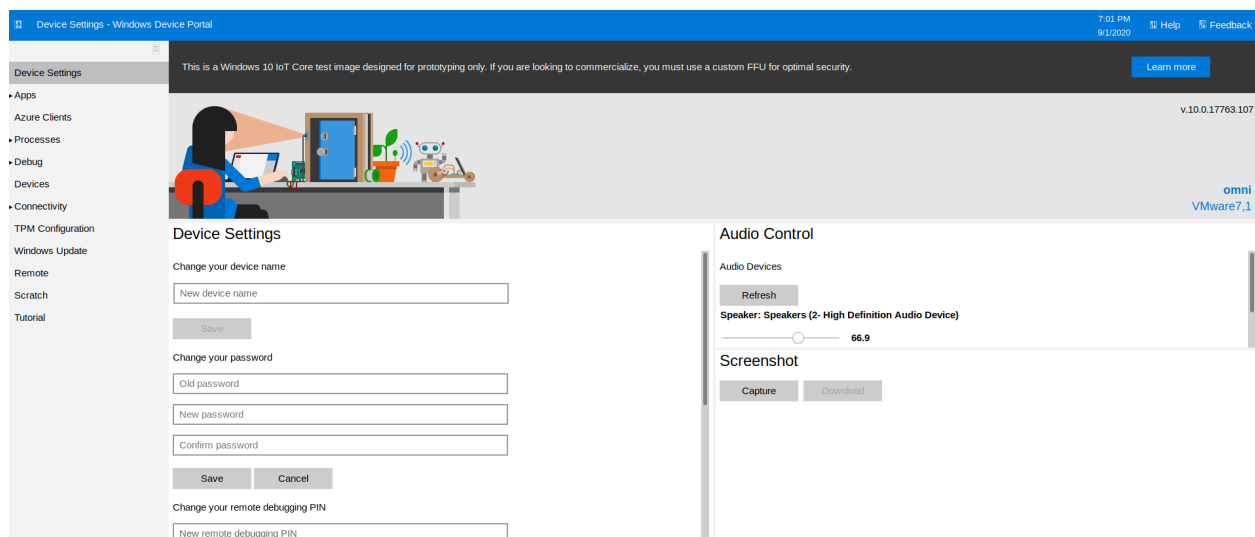 Device Settings - Windows Device Portal
7:01 PM
9/1/2020
Help
Feedback
Device Settings
Apps
Azure Clients
Processes
Debug
Devices
Connectivity
TPM Configuration
Windows Update
Remote
Scratch
Tutorial
This is a Windows 10 IoT Core test image designed for prototyping only. If you are looking to commercialize, you must use a custom FFU for optimal security.
Learn more
v.10.0.17763.107
omni
VMware7,1
Device Settings
Change your device name
New device name
Save
Change your password
Old password
New password
Confirm password
Save Cancel
Change your remote debugging PIN
New remote debugging PIN
Audio Control
Audio Devices
Refresh
Speaker: Speakers (2- High Definition Audio Device)
66.9
Screenshot
Capture Download